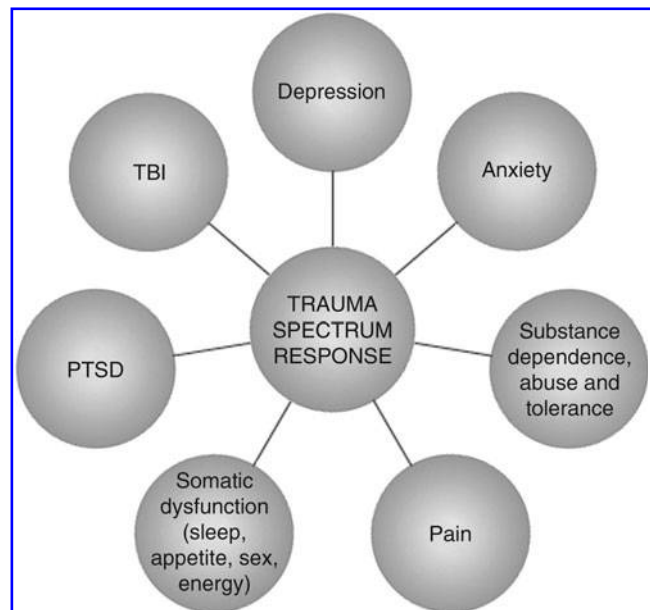 Depression
TBI
Anxiety
TRAUMA
SPECTRUM
RESPONSE
PTSD
Substance
dependence,
abuse and
tolerance
Somatic
dysfunction
(sleep,
appetite, sex,
energy)
Pain